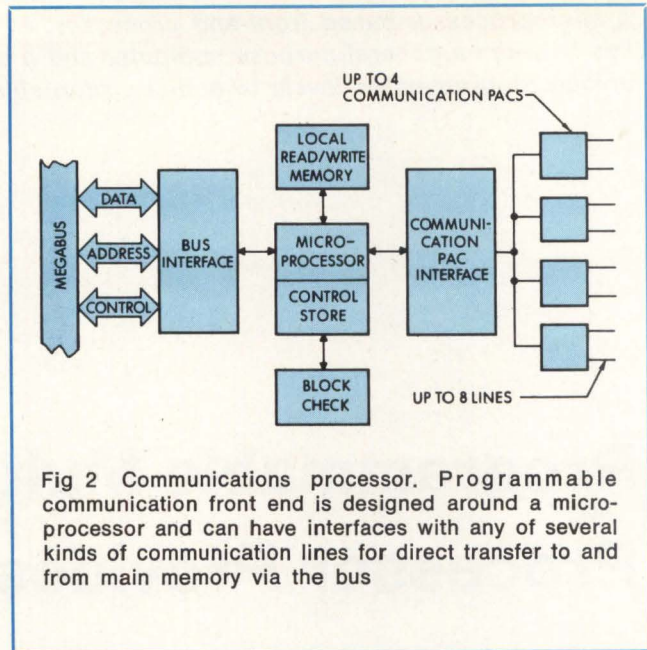 UP TO 4
COMMUNICATION PACS
LOCAL
READ/WRITE
MEMORY
MEGABUS
DATA
ADDRESS
CONTROL
BUS
INTERFACE
MICRO-
PROCESSOR
CONTROL
STORE
BLOCK
CHECK
COMMUNI-
CATION
PAC
INTERFACE
UP TO 8 LINES
Fig 2 Communications processor. Programmable
communication front end is designed around a micro-
processor and can have interfaces with any of several
kinds of communication lines for direct transfer to and
from main memory via the bus